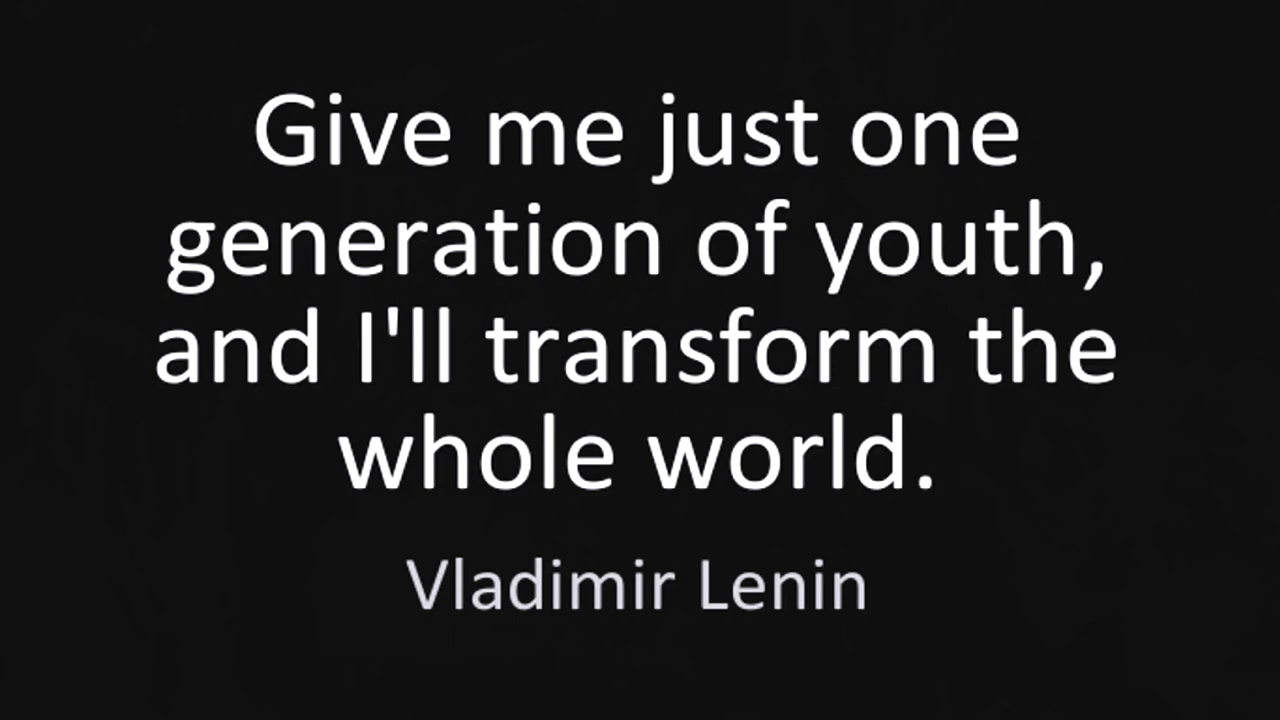 Give me just one
generation of youth,
and I'll transform the
whole world.
Vladimir Lenin